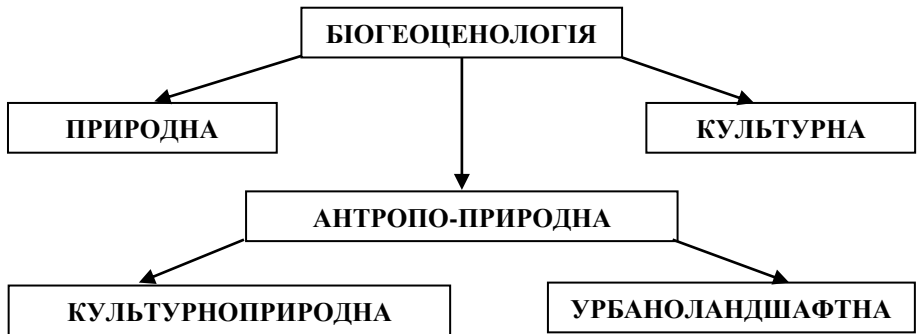 БІОГЕОЦЕНОЛОГІЯ
ПРИРОДНА
КУЛЬТУРНА
АНТРОПО-ПРИРОДНА
КУЛЬТУРНОПРИРОДНА
УРБАНОЛАНДШАФТНА